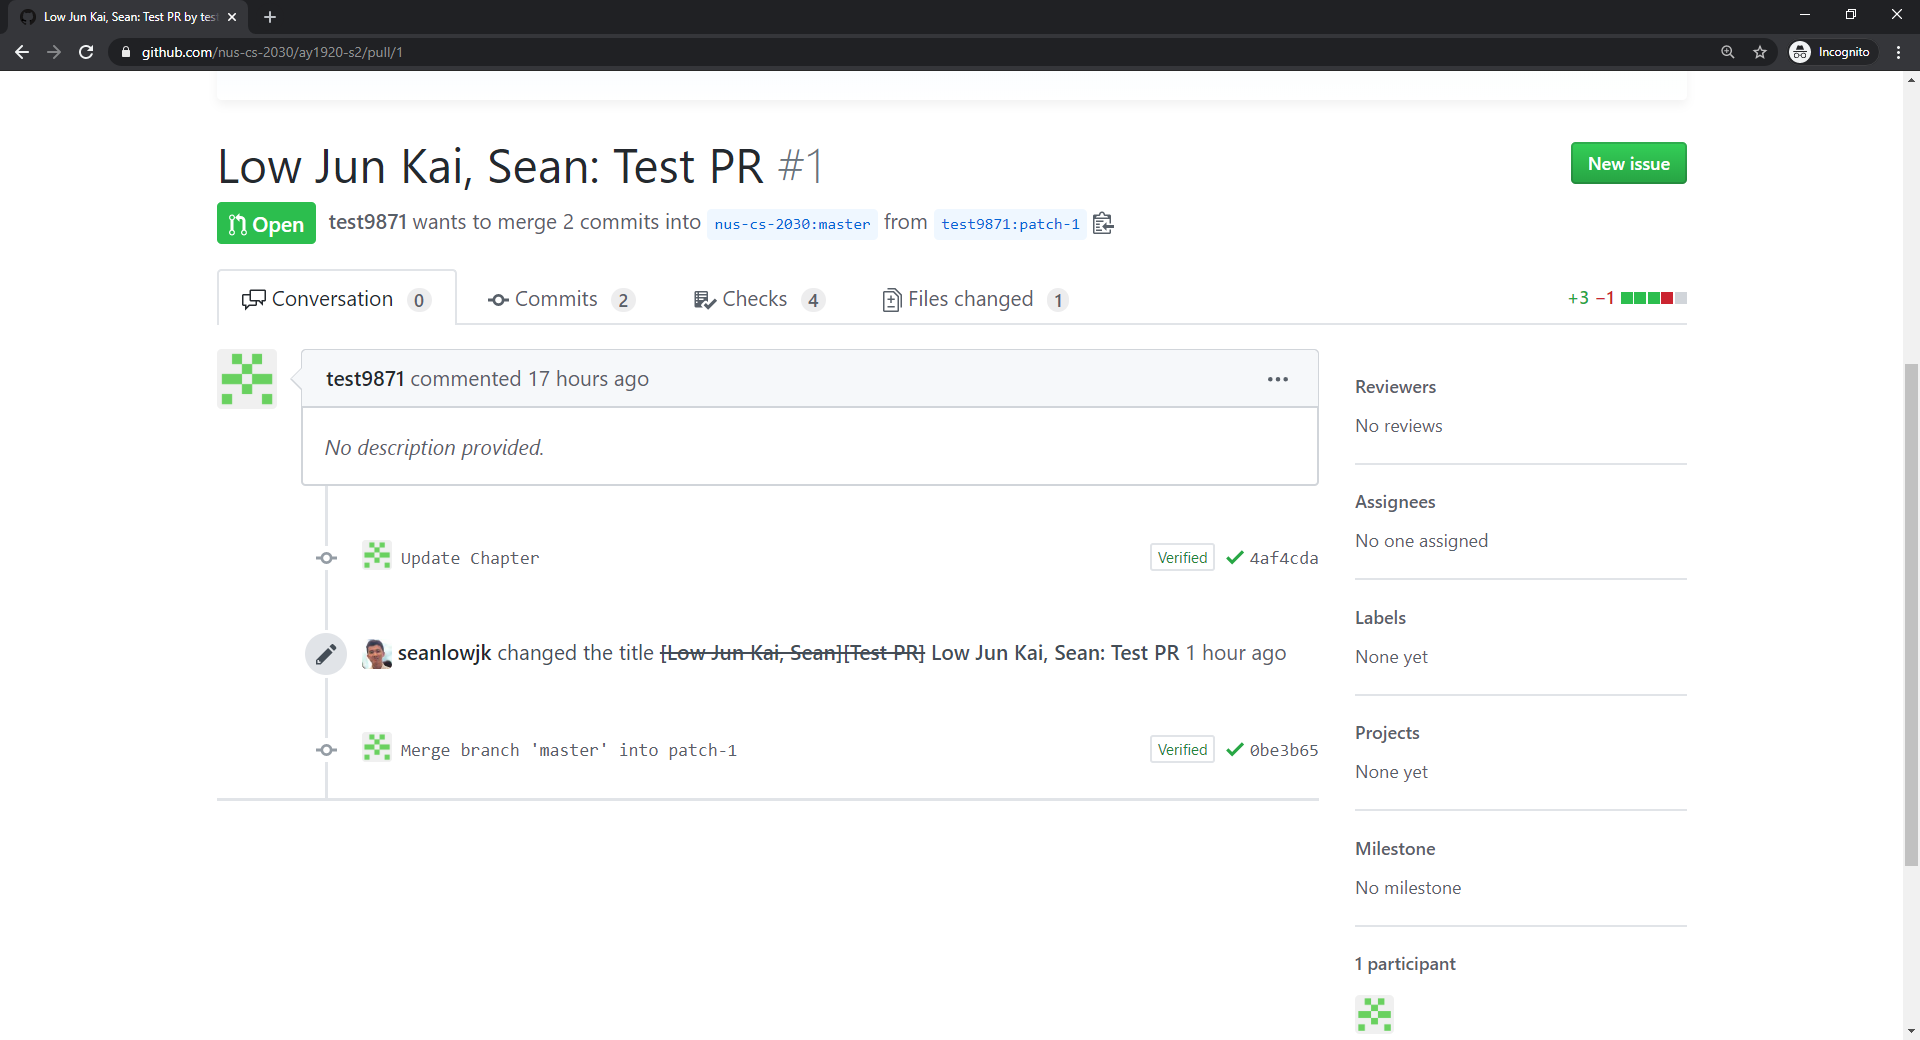 Low Jun Kai, Sean: Test PR by test
github.com/nus-cs-2030/ay1920-s2/pull/1
Incognito
Low Jun Kai, Sean: Test PR #1
New issue
Open
test9871 wants to merge 2 commits into nus-cs-2030:master from test9871:patch-1
Conversation 0
Commits 2
Checks 4
Files changed 1
+3 −1
test9871 commented 17 hours ago
No description provided.
Update Chapter
Verified
4af4cda
seanlowjk changed the title [Low Jun Kai, Sean][Test PR] Low Jun Kai, Sean: Test PR 1 hour ago
Merge branch 'master' into patch-1
Verified
0be3b65
Reviewers
No reviews
Assignees
No one assigned
Labels
None yet
Projects
None yet
Milestone
No milestone
1 participant